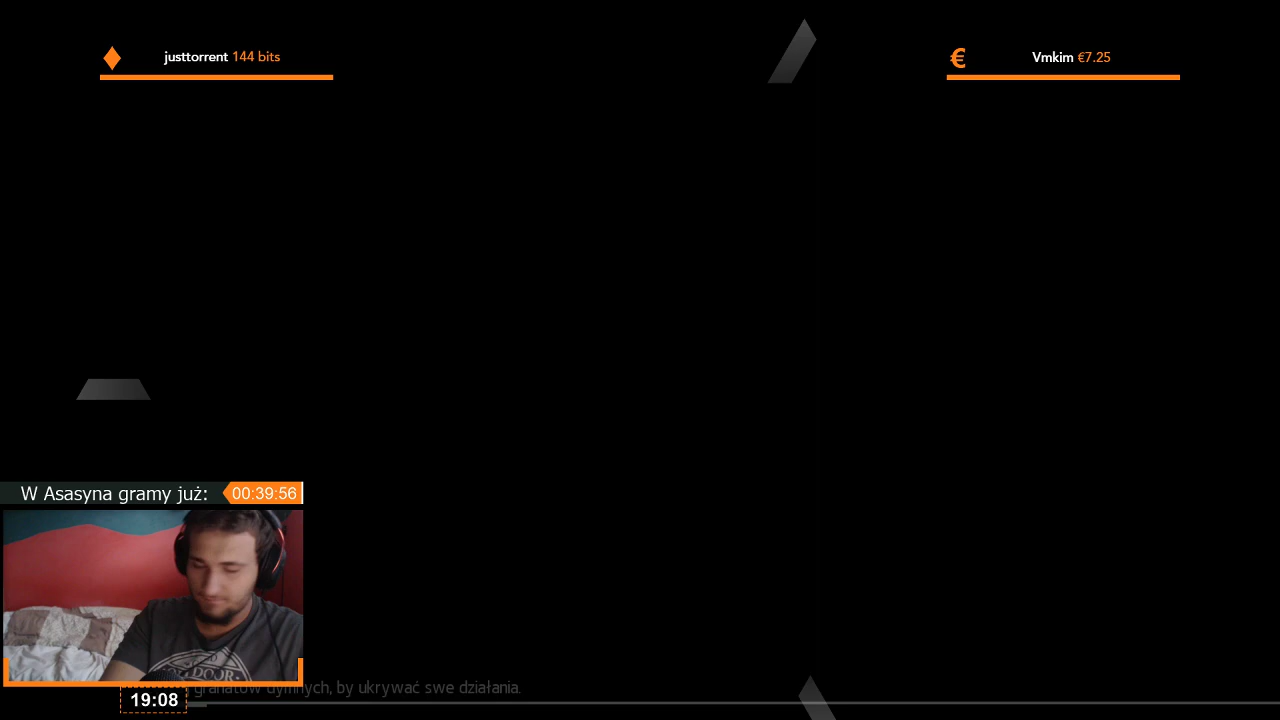 justtorrent 144 bits
€ Vmkim €7.25
W Asasyna gramy już: 00:39:56
DOOR
granatów dymnych, by ukrywać swe działania.
19:08